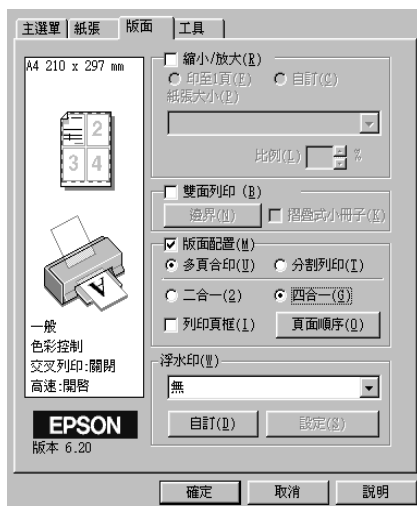 主選單 紙張 版面 工具
A4 210 x 297 mm
2
3 4
一般
色彩控制
交叉列印:關閉
高速:開啓
EPSON
版本 6.20
縮小/放大(R)
印至1頁(F) 自訂(C)
紙張大小(P)
比例(L) %
雙面列印 (B)
邊界(N) 摺疊式小冊子(K)
版面配置(M)
多頁合印(U) 分割列印(I)
二合一(2) 四合一(G)
列印頁框(I) 頁面順序(O)
浮水印(W)
無
自訂(D) 設定(S)
確定 取消 說明